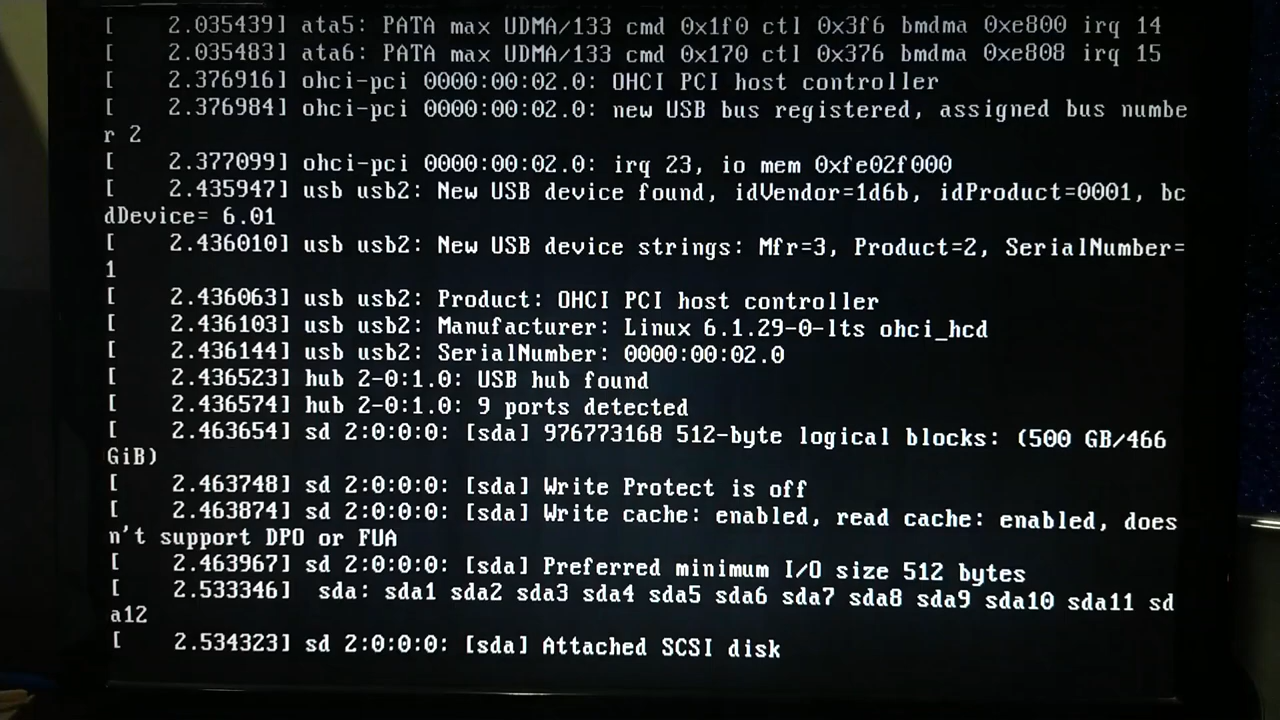 [    2.035439] ata5: PATA max UDMA/133 cmd 0x1f0 ctl 0x3f6 bmdma 0xe800 irq 14
[    2.035483] ata6: PATA max UDMA/133 cmd 0x170 ctl 0x376 bmdma 0xe808 irq 15
[    2.376916] ohci-pci 0000:00:02.0: OHCI PCI host controller
[    2.376984] ohci-pci 0000:00:02.0: new USB bus registered, assigned bus numbe
r 2
[    2.377099] ohci-pci 0000:00:02.0: irq 23, io mem 0xfe02f000
[    2.435947] usb usb2: New USB device found, idVendor=1d6b, idProduct=0001, bc
dDevice= 6.01
[    2.436010] usb usb2: New USB device strings: Mfr=3, Product=2, SerialNumber=
1
[    2.436063] usb usb2: Product: OHCI PCI host controller
[    2.436103] usb usb2: Manufacturer: Linux 6.1.29-0-lts ohci_hcd
[    2.436144] usb usb2: SerialNumber: 0000:00:02.0
[    2.436523] hub 2-0:1.0: USB hub found
[    2.436574] hub 2-0:1.0: 9 ports detected
[    2.463654] sd 2:0:0:0: [sda] 976773168 512-byte logical blocks: (500 GB/466
GiB)
[    2.463748] sd 2:0:0:0: [sda] Write Protect is off
[    2.463874] sd 2:0:0:0: [sda] Write cache: enabled, read cache: enabled, does
n't support DPO or FUA
[    2.463967] sd 2:0:0:0: [sda] Preferred minimum I/O size 512 bytes
[    2.533346]  sda: sda1 sda2 sda3 sda4 sda5 sda6 sda7 sda8 sda9 sda10 sda11 sd
a12
[    2.534323] sd 2:0:0:0: [sda] Attached SCSI disk